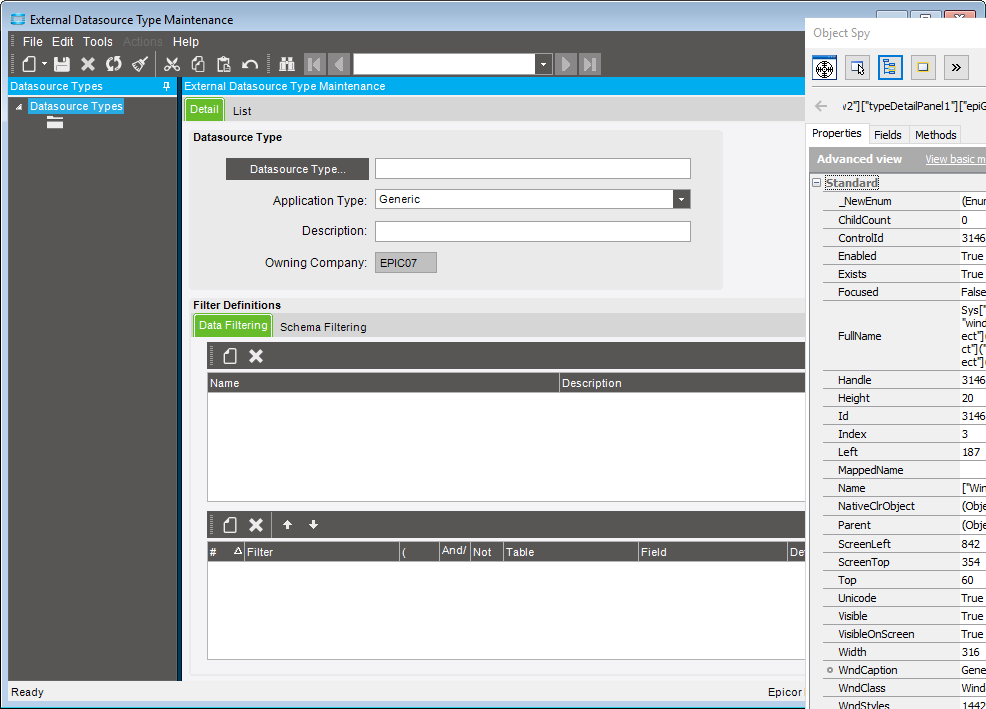 External Datasource Type Maintenance
File Edit Tools Actions Help
Datasource Types
Datasource Types
External Datasource Type Maintenance
Detail List
Datasource Type
Datasource Type...
Application Type: Generic
Description:
Owning Company: EPIC07
Filter Definitions
Data Filtering Schema Filtering
Name Description
# Filter ( And/ Not Table Field De
Ready Epicor
Object Spy
»
v2"]["typeDetailPanel1"]["epiG
Properties Fields Methods
Advanced view View basic m
Standard
_NewEnum (Enum
ChildCount 0
ControlId 3146
Enabled True
Exists True
Focused False
FullName Sys["
"wind
ect"](
ct"]("
ect"](
Handle 3146
Height 20
Id 3146
Index 3
Left 187
MappedName
Name ["Win
NativeClrObject (Obje
Parent (Obje
ScreenLeft 842
ScreenTop 354
Top 60
Unicode True
Visible True
VisibleOnScreen True
Width 316
WndCaption Gene
WndClass Wind
WndStyles 1442